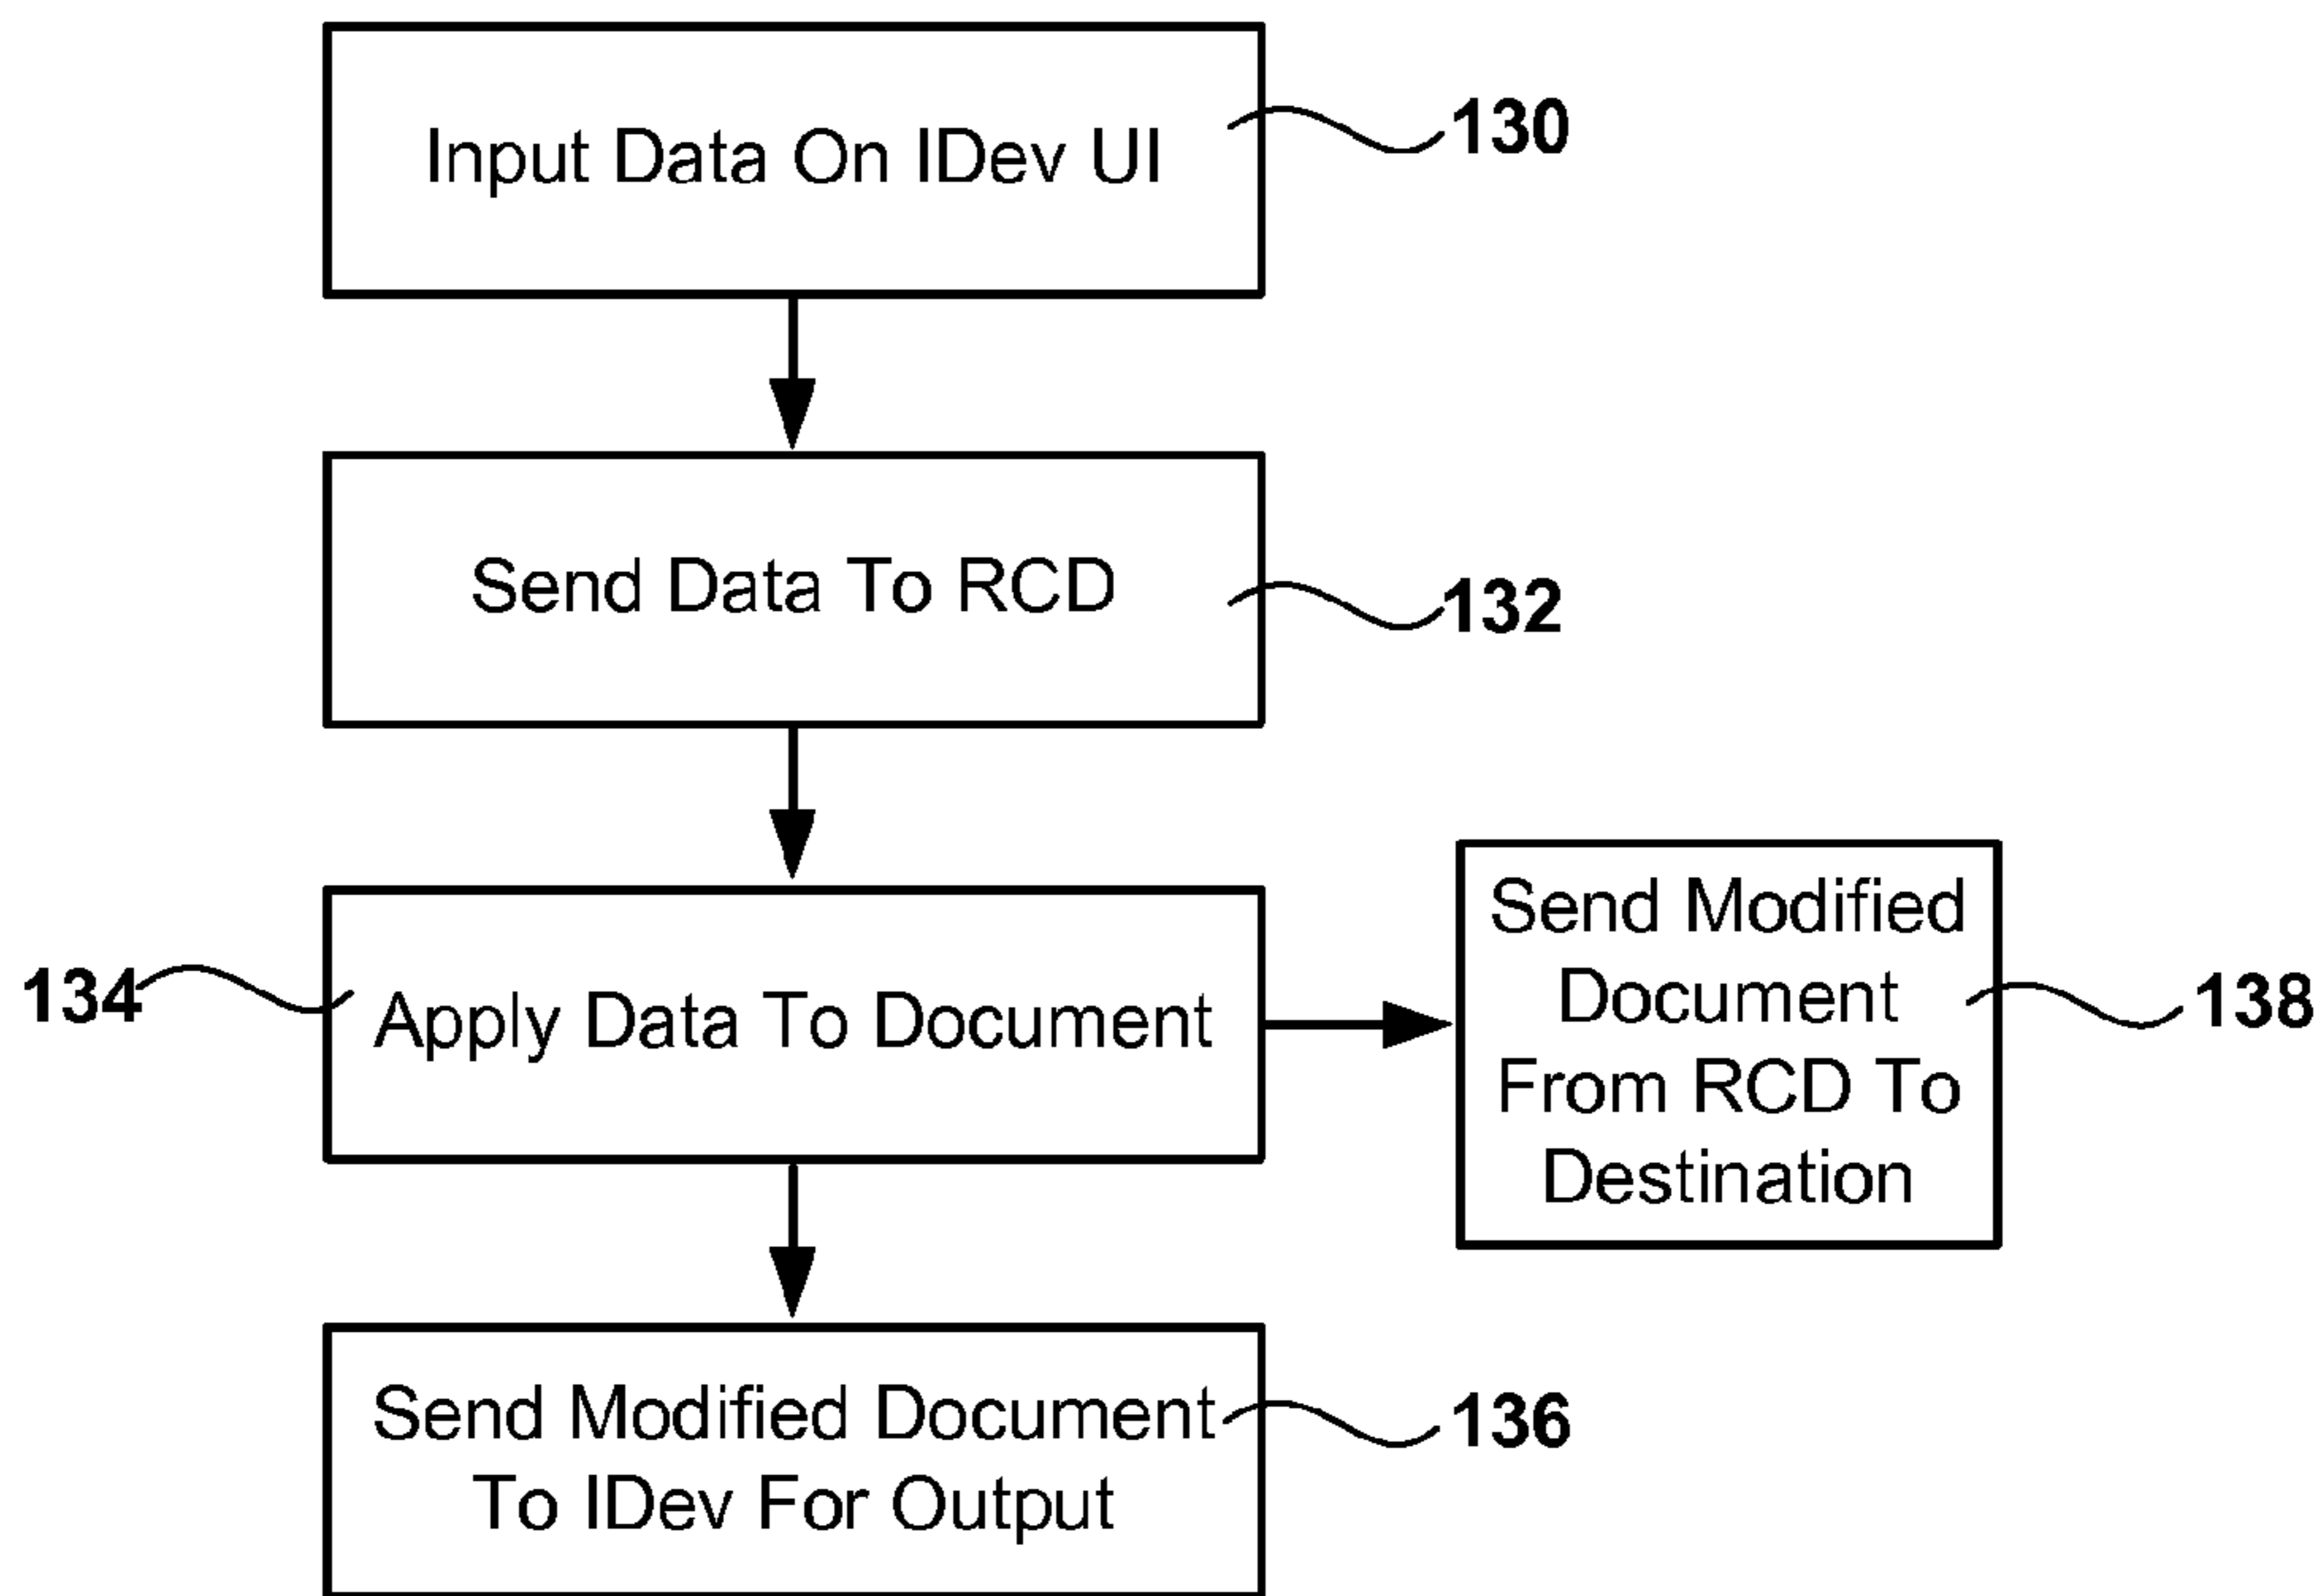 Input Data On IDev UI
130
Send Data To RCD
132
134
Apply Data To Document
Send Modified
Document
From RCD To
Destination
138
Send Modified Document
To IDev For Output
136